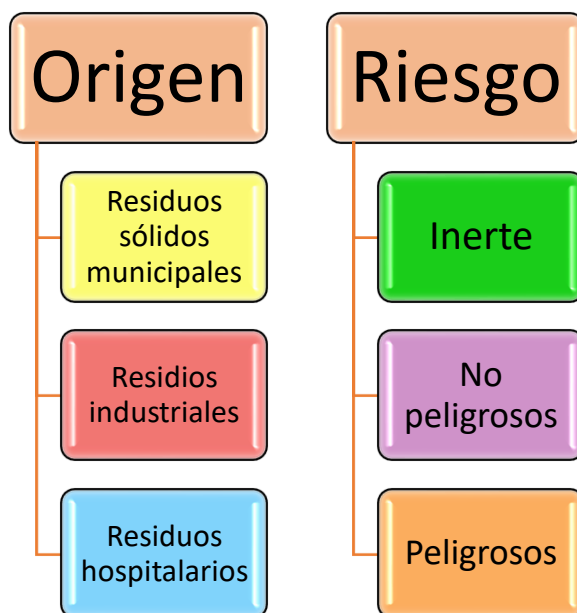 Origen
Residuos
sólidos
municipales
Residios
industriales
Residuos
hospitalarios
Riesgo
Inerte
No
peligrosos
Peligrosos